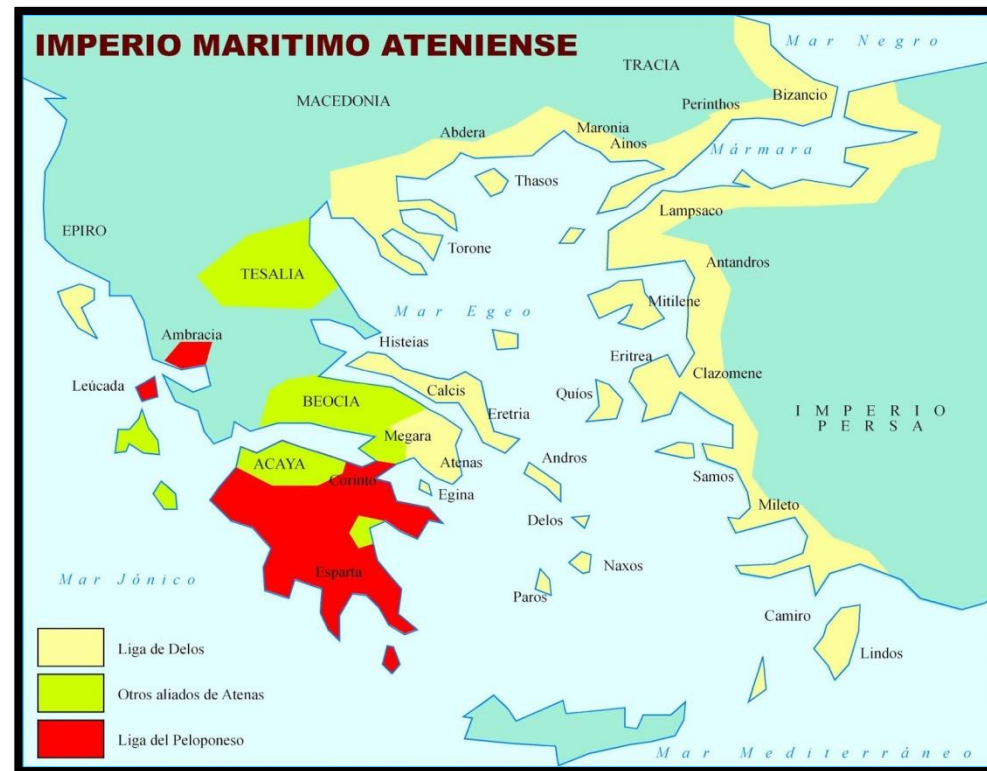 IMPERIO MARITIMO ATENIENSE
Mar Negro
TRACIA
MACEDONIA
Perinthos
Bizancio
Abdera
Maronia
Ainos
Mármara
Thasos
Lampsaco
EPIRO
Torone
TESALIA
Antandros
Mar Egeo
Mitilene
Ambracia
Histeias
Eritrea
Clazomene
Leúcada
Calcis
Quíos
BEOCIA
Eretria
IMPERIO
PERSA
Megara
ACAYA
Atenas
Andros
Corinto
Egina
Samos
Mileto
Delos
Esparta
Naxos
Mar Jónico
Paros
Camiro
Liga de Delos
Lindos
Otros aliados de Atenas
Liga del Peloponeso
Mar Mediterráneo